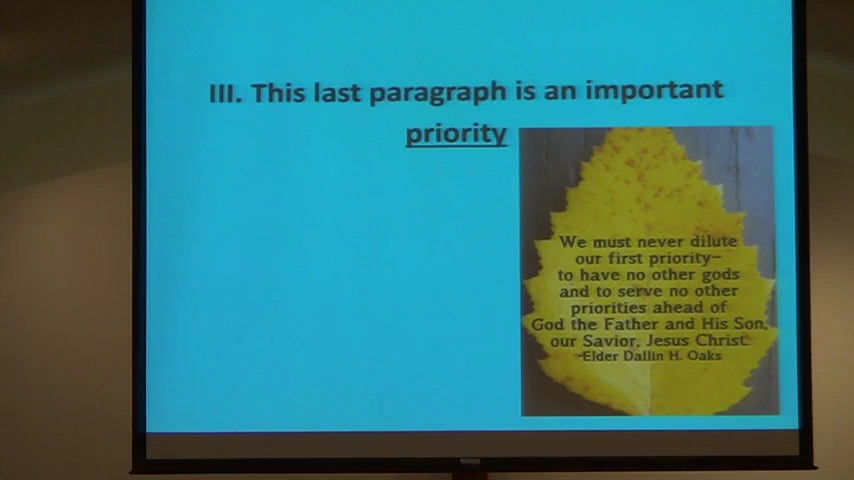 III. This last paragraph is an important
priority
We must never dilute
our first priority–
to have no other gods
and to serve no other
priorities ahead of
God the Father and His Son,
our Savior, Jesus Christ.
-Elder Dallin H. Oaks